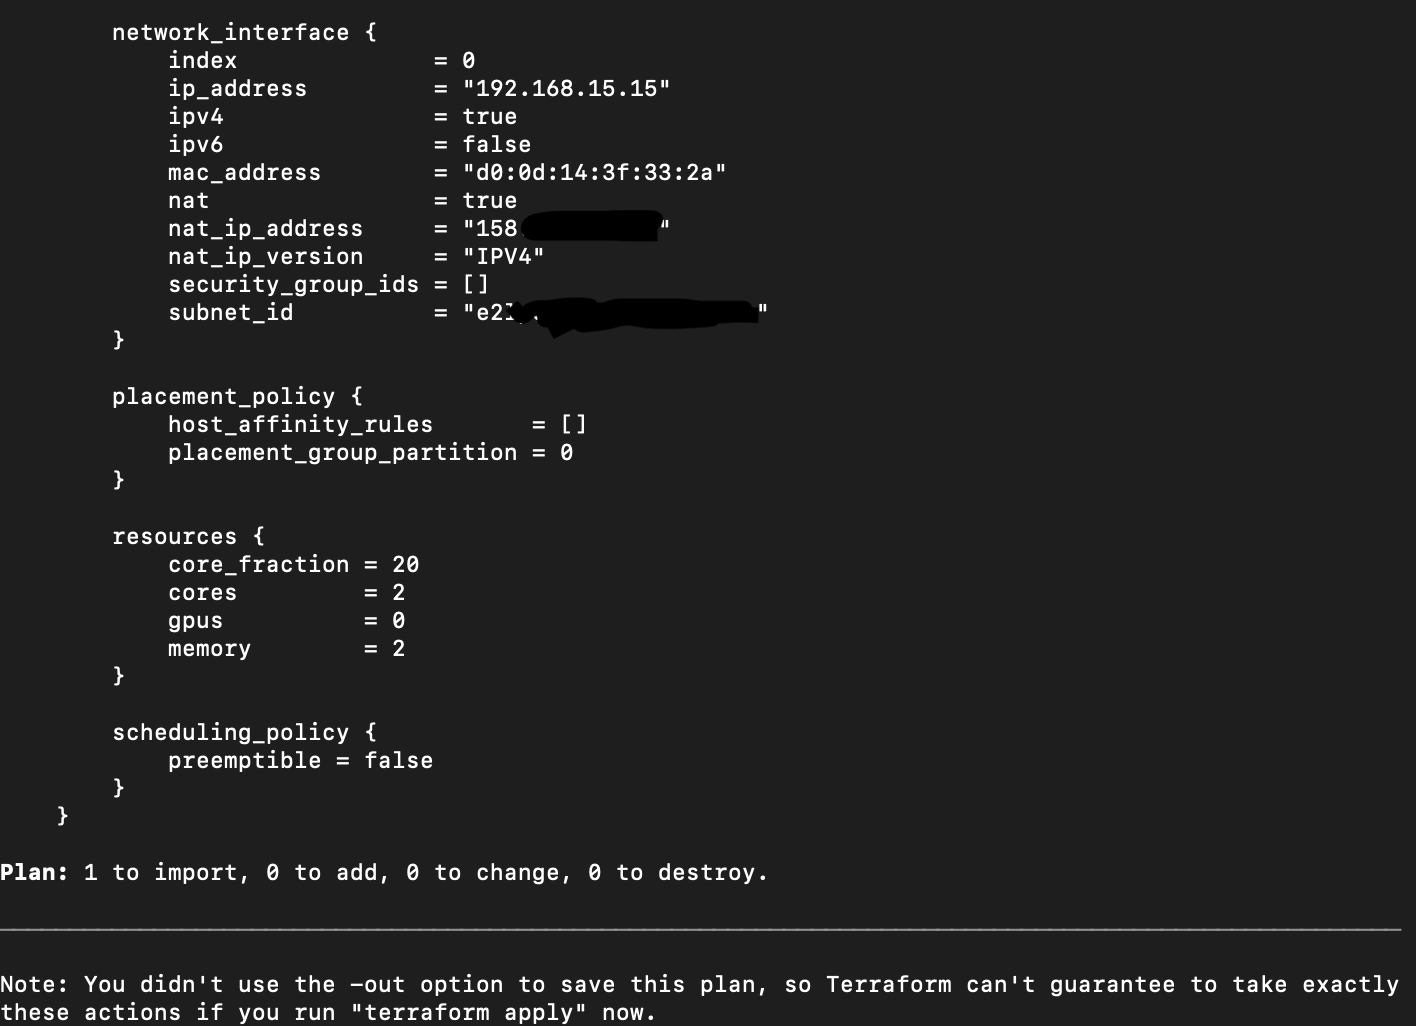 network_interface {
index = 0
ip_address = "192.168.15.15"
ipv4 = true
ipv6 = false
mac_address = "d0:0d:14:3f:33:2a"
nat = true
nat_ip_address = "158 "
nat_ip_version = "IPV4"
security_group_ids = []
subnet_id = "e2 "
}
placement_policy {
host_affinity_rules = []
placement_group_partition = 0
}
resources {
core_fraction = 20
cores = 2
gpus = 0
memory = 2
}
scheduling_policy {
preemptible = false
}
}
Plan: 1 to import, 0 to add, 0 to change, 0 to destroy.
Note: You didn't use the -out option to save this plan, so Terraform can't guarantee to take exactly
these actions if you run "terraform apply" now.